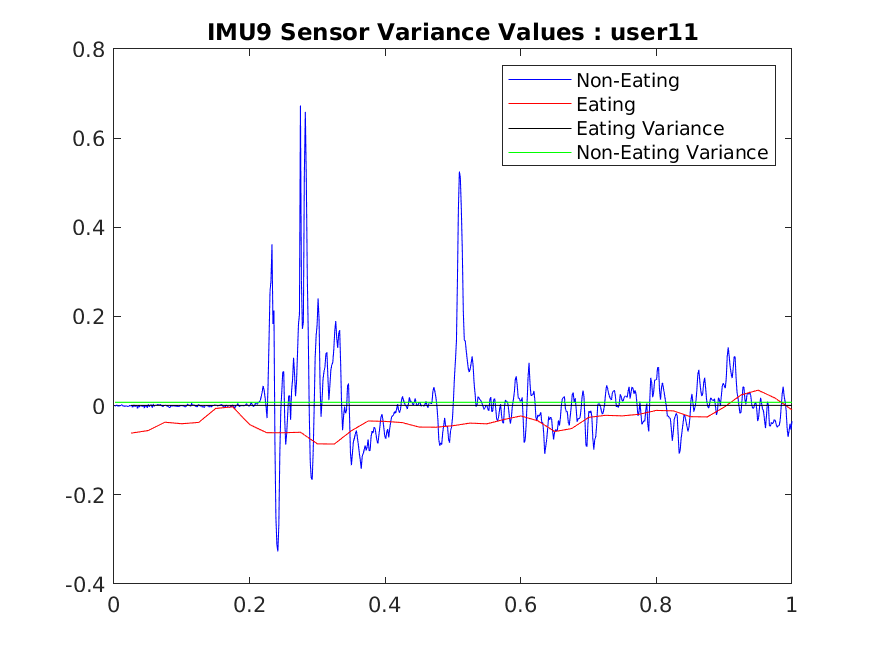 IMU9 Sensor Variance Values : user11
0.8
0.6
0.4
0.2
0
-0.2
-0.4
0
0.2
0.4
0.6
0.8
1
Non-Eating
Eating
Eating Variance
Non-Eating Variance